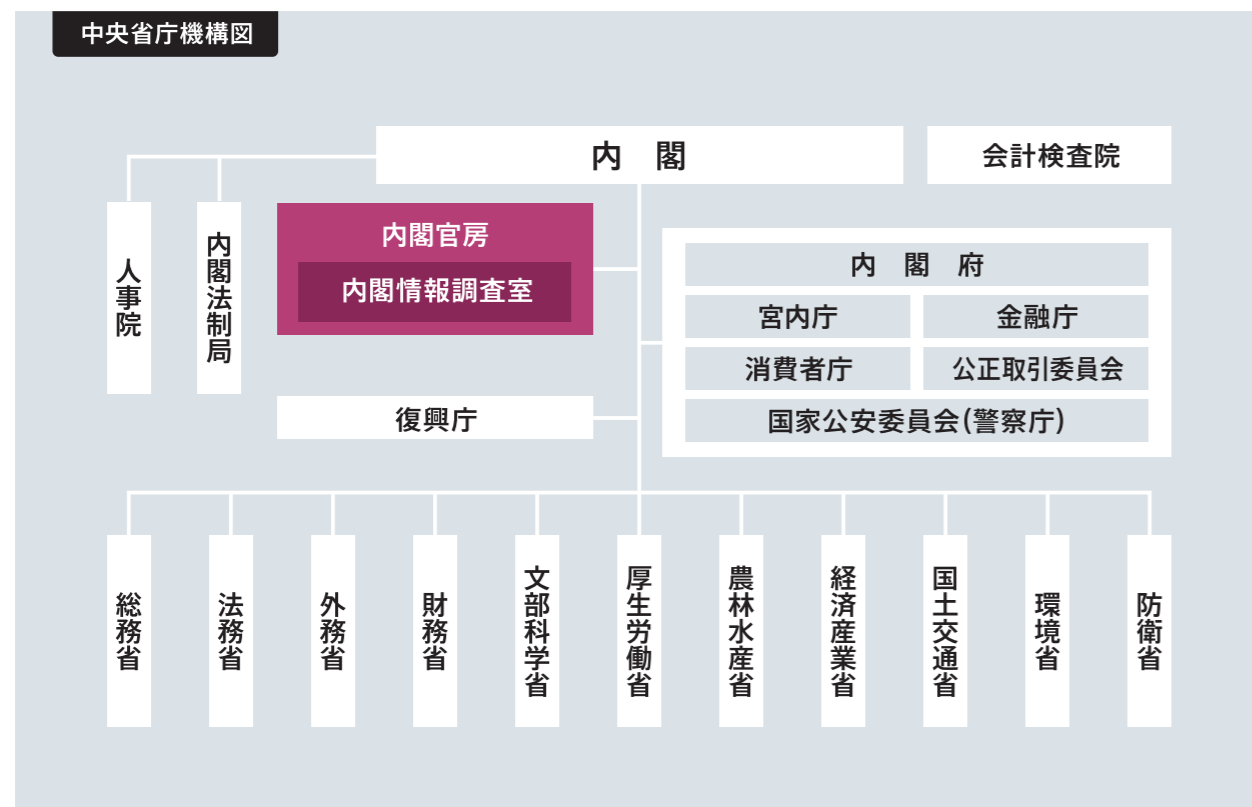 中央省庁機構図
内　閣
会計検査院
人事院
内閣法制局
内閣官房
内閣情報調査室
内　閣　府
宮内庁
金融庁
消費者庁
公正取引委員会
国家公安委員会(警察庁)
復興庁
総務省
法務省
外務省
財務省
文部科学省
厚生労働省
農林水産省
経済産業省
国土交通省
環境省
防衛省